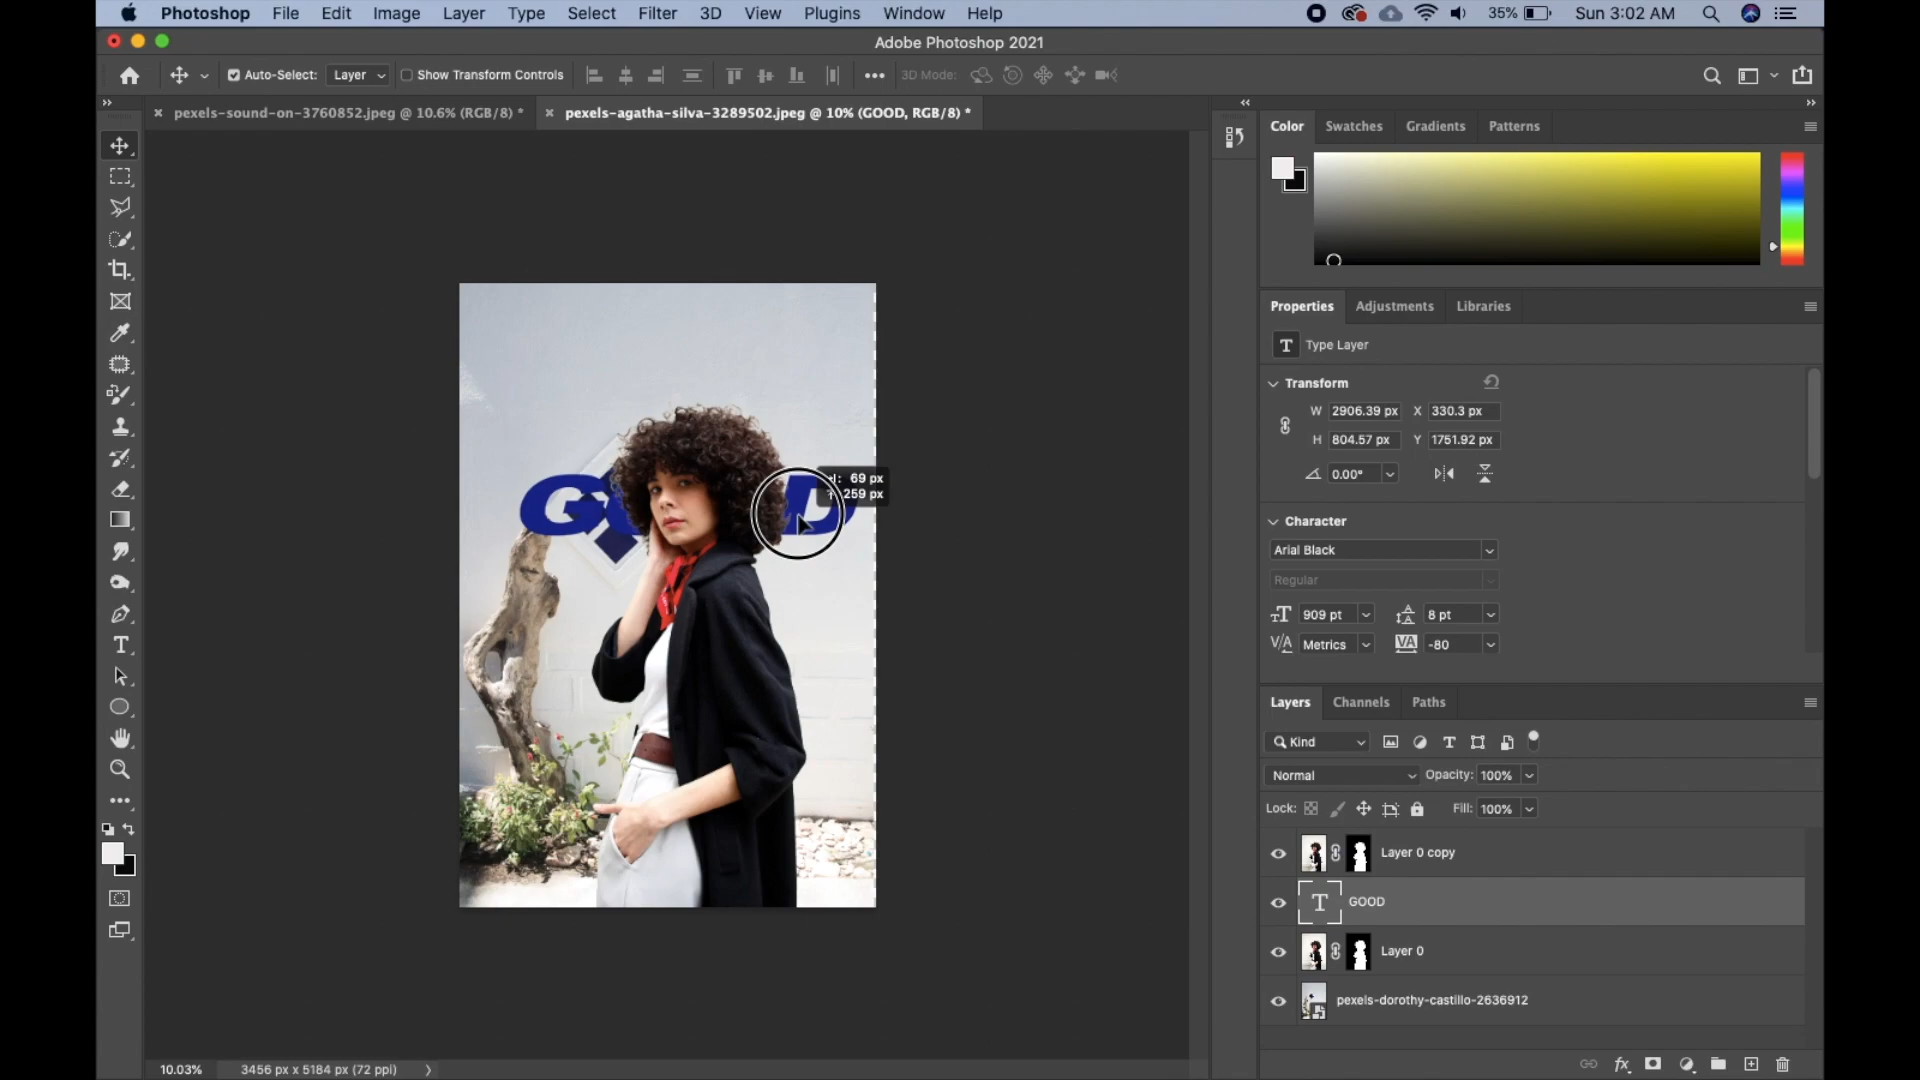 Photoshop File Edit Image Layer Type Select Filter 3D View Plugins Window Help 35% Sun 3:02 AM
Adobe Photoshop 2021
Auto-Select: Layer Show Transform Controls 3D Mode:
pexels-sound-on-3760852.jpeg @ 10.6% (RGB/8) * pexels-agatha-silva-3289502.jpeg @ 10% (GOOD, RGB/8) *
Color Swatches Gradients Patterns
Properties Adjustments Libraries
T Type Layer
Transform
W 2906.39 px X 330.3 px
H 804.57 px Y 1751.92 px
0.00°
69 px
259 px
Character
Arial Black
Regular
909 pt 8 pt
V/A Metrics VA -80
Layers Channels Paths
Kind
Normal Opacity: 100%
Lock: Fill: 100%
Layer 0 copy
T GOOD
Layer 0
pexels-dorothy-castillo-2636912
10.03% 3456 px x 5184 px (72 ppi)